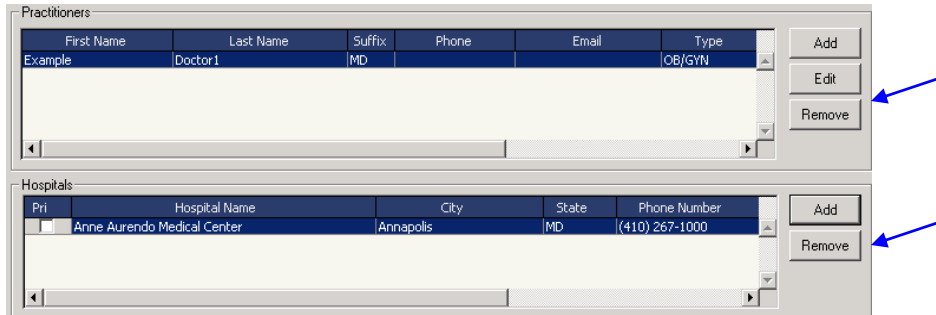 Practitioners
First Name Last Name Suffix Phone Email Type
Example Doctor1 MD OB/GYN
Add
Edit
Remove
Hospitals
Pri Hospital Name City State Phone Number
Anne Aurendo Medical Center Annapolis MD (410) 267-1000
Add
Remove